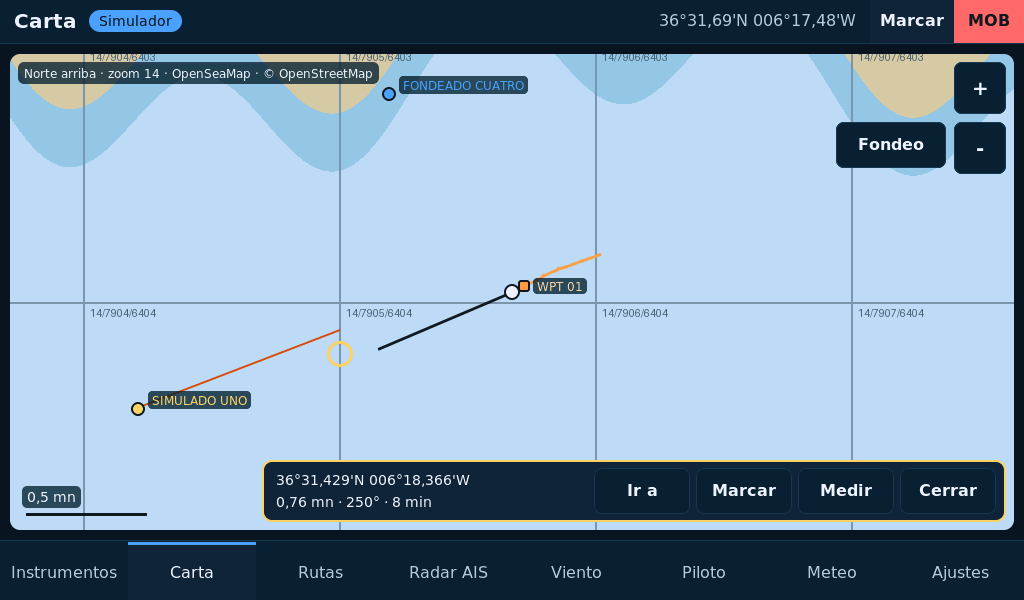 Carta
Simulador
36°31,69'N 006°17,48'W
Marcar
MOB
14/7904/6403
14/7905/6403
14/7906/6403
14/7907/6403
Norte arriba · zoom 14 · OpenSeaMap · © OpenStreetMap
FONDEADO CUATRO
+
Fondeo
-
WPT 01
14/7904/6404
14/7905/6404
14/7906/6404
14/7907/6404
SIMULADO UNO
36°31,429'N 006°18,366'W
0,76 mn · 250° · 8 min
Ir a
Marcar
Medir
Cerrar
0,5 mn
Instrumentos
Carta
Rutas
Radar AIS
Viento
Piloto
Meteo
Ajustes